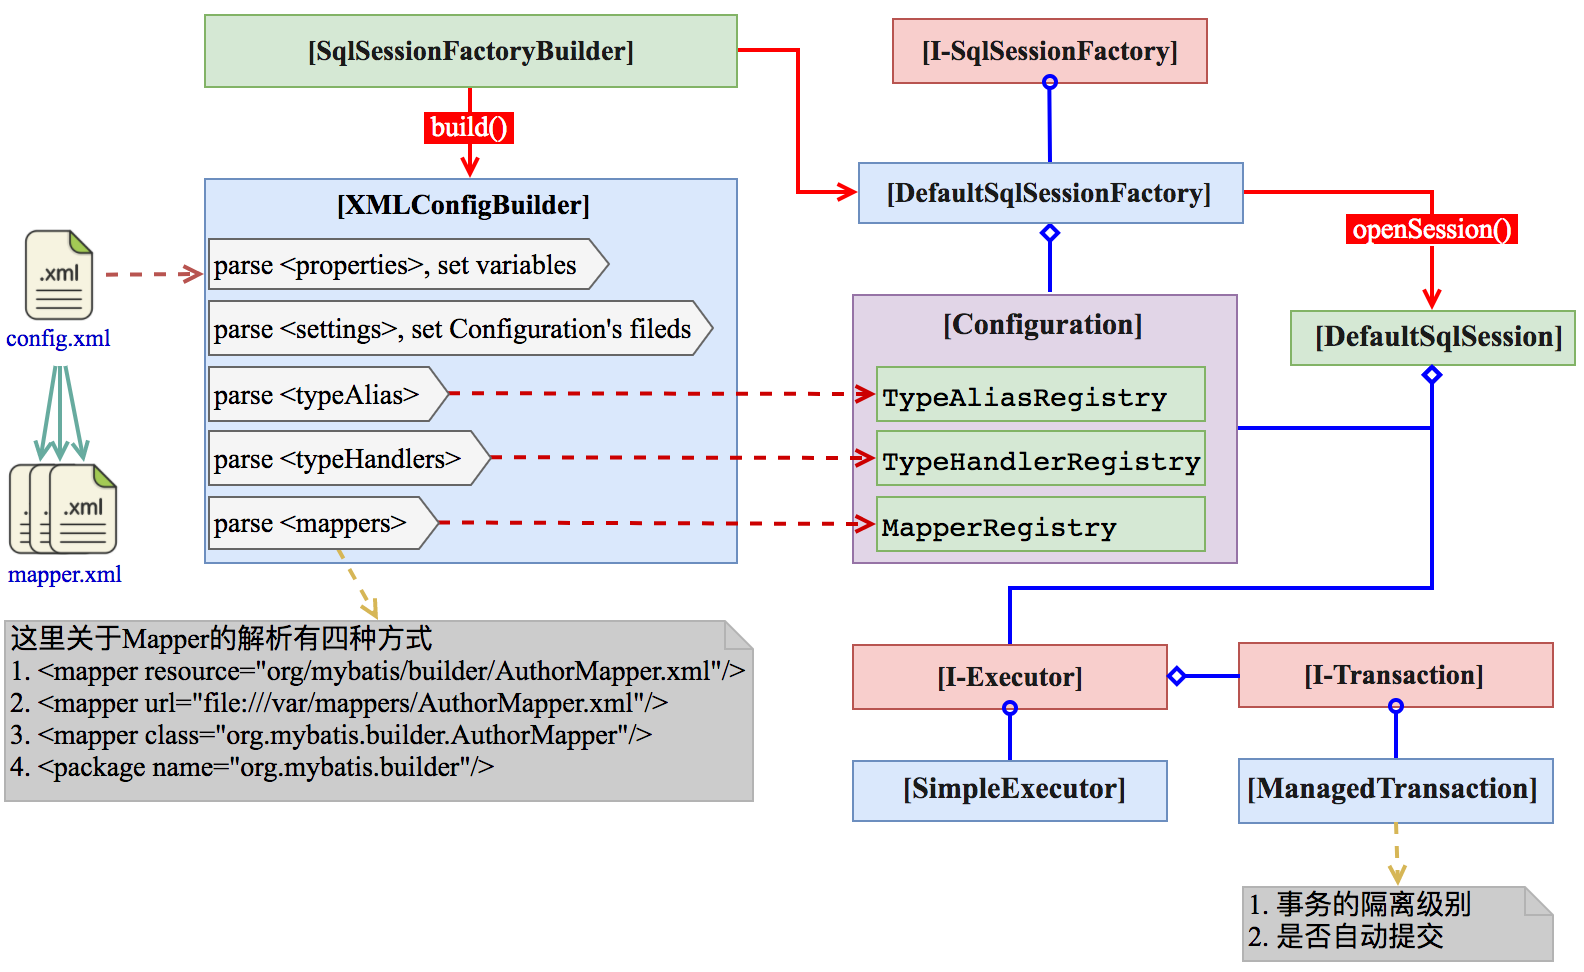 [SqlSessionFactoryBuilder]
[I-SqlSessionFactory]
build()
[XMLConfigBuilder]
[DefaultSqlSessionFactory]
openSession()
.xml
config.xml
parse <properties>, set variables
parse <settings>, set Configuration's fileds
parse <typeAlias>
parse <typeHandlers>
parse <mappers>
[Configuration]
TypeAliasRegistry
TypeHandlerRegistry
MapperRegistry
[DefaultSqlSession]
.xml
mapper.xml
这里关于Mapper的解析有四种方式
1. <mapper resource="org/mybatis/builder/AuthorMapper.xml"/>
2. <mapper url="file:///var/mappers/AuthorMapper.xml"/>
3. <mapper class="org.mybatis.builder.AuthorMapper"/>
4. <package name="org.mybatis.builder"/>
[I-Executor]
[I-Transaction]
[SimpleExecutor]
[ManagedTransaction]
1. 事务的隔离级别
2. 是否自动提交